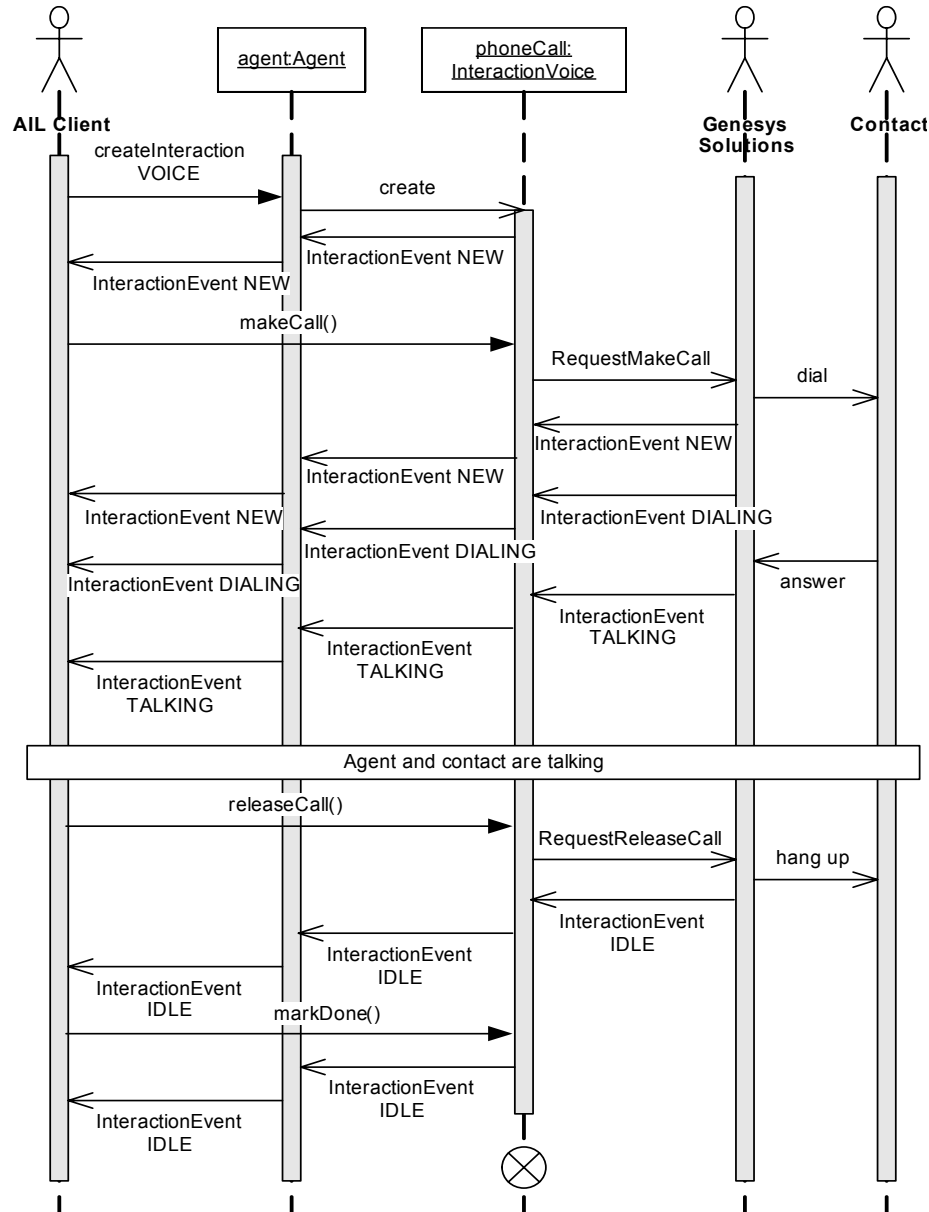 agent:Agent
phoneCall:
InteractionVoice
AIL Client
Genesys
Solutions
Contact
createInteraction
VOICE
create
InteractionEvent NEW
InteractionEvent NEW
makeCall()
RequestMakeCall
dial
InteractionEvent NEW
InteractionEvent NEW
InteractionEvent NEW
InteractionEvent DIALING
InteractionEvent DIALING
InteractionEvent DIALING
answer
InteractionEvent
TALKING
InteractionEvent
TALKING
InteractionEvent
TALKING
Agent and contact are talking
releaseCall()
RequestReleaseCall
hang up
InteractionEvent
IDLE
InteractionEvent
IDLE
InteractionEvent
IDLE
markDone()
InteractionEvent
IDLE
InteractionEvent
IDLE